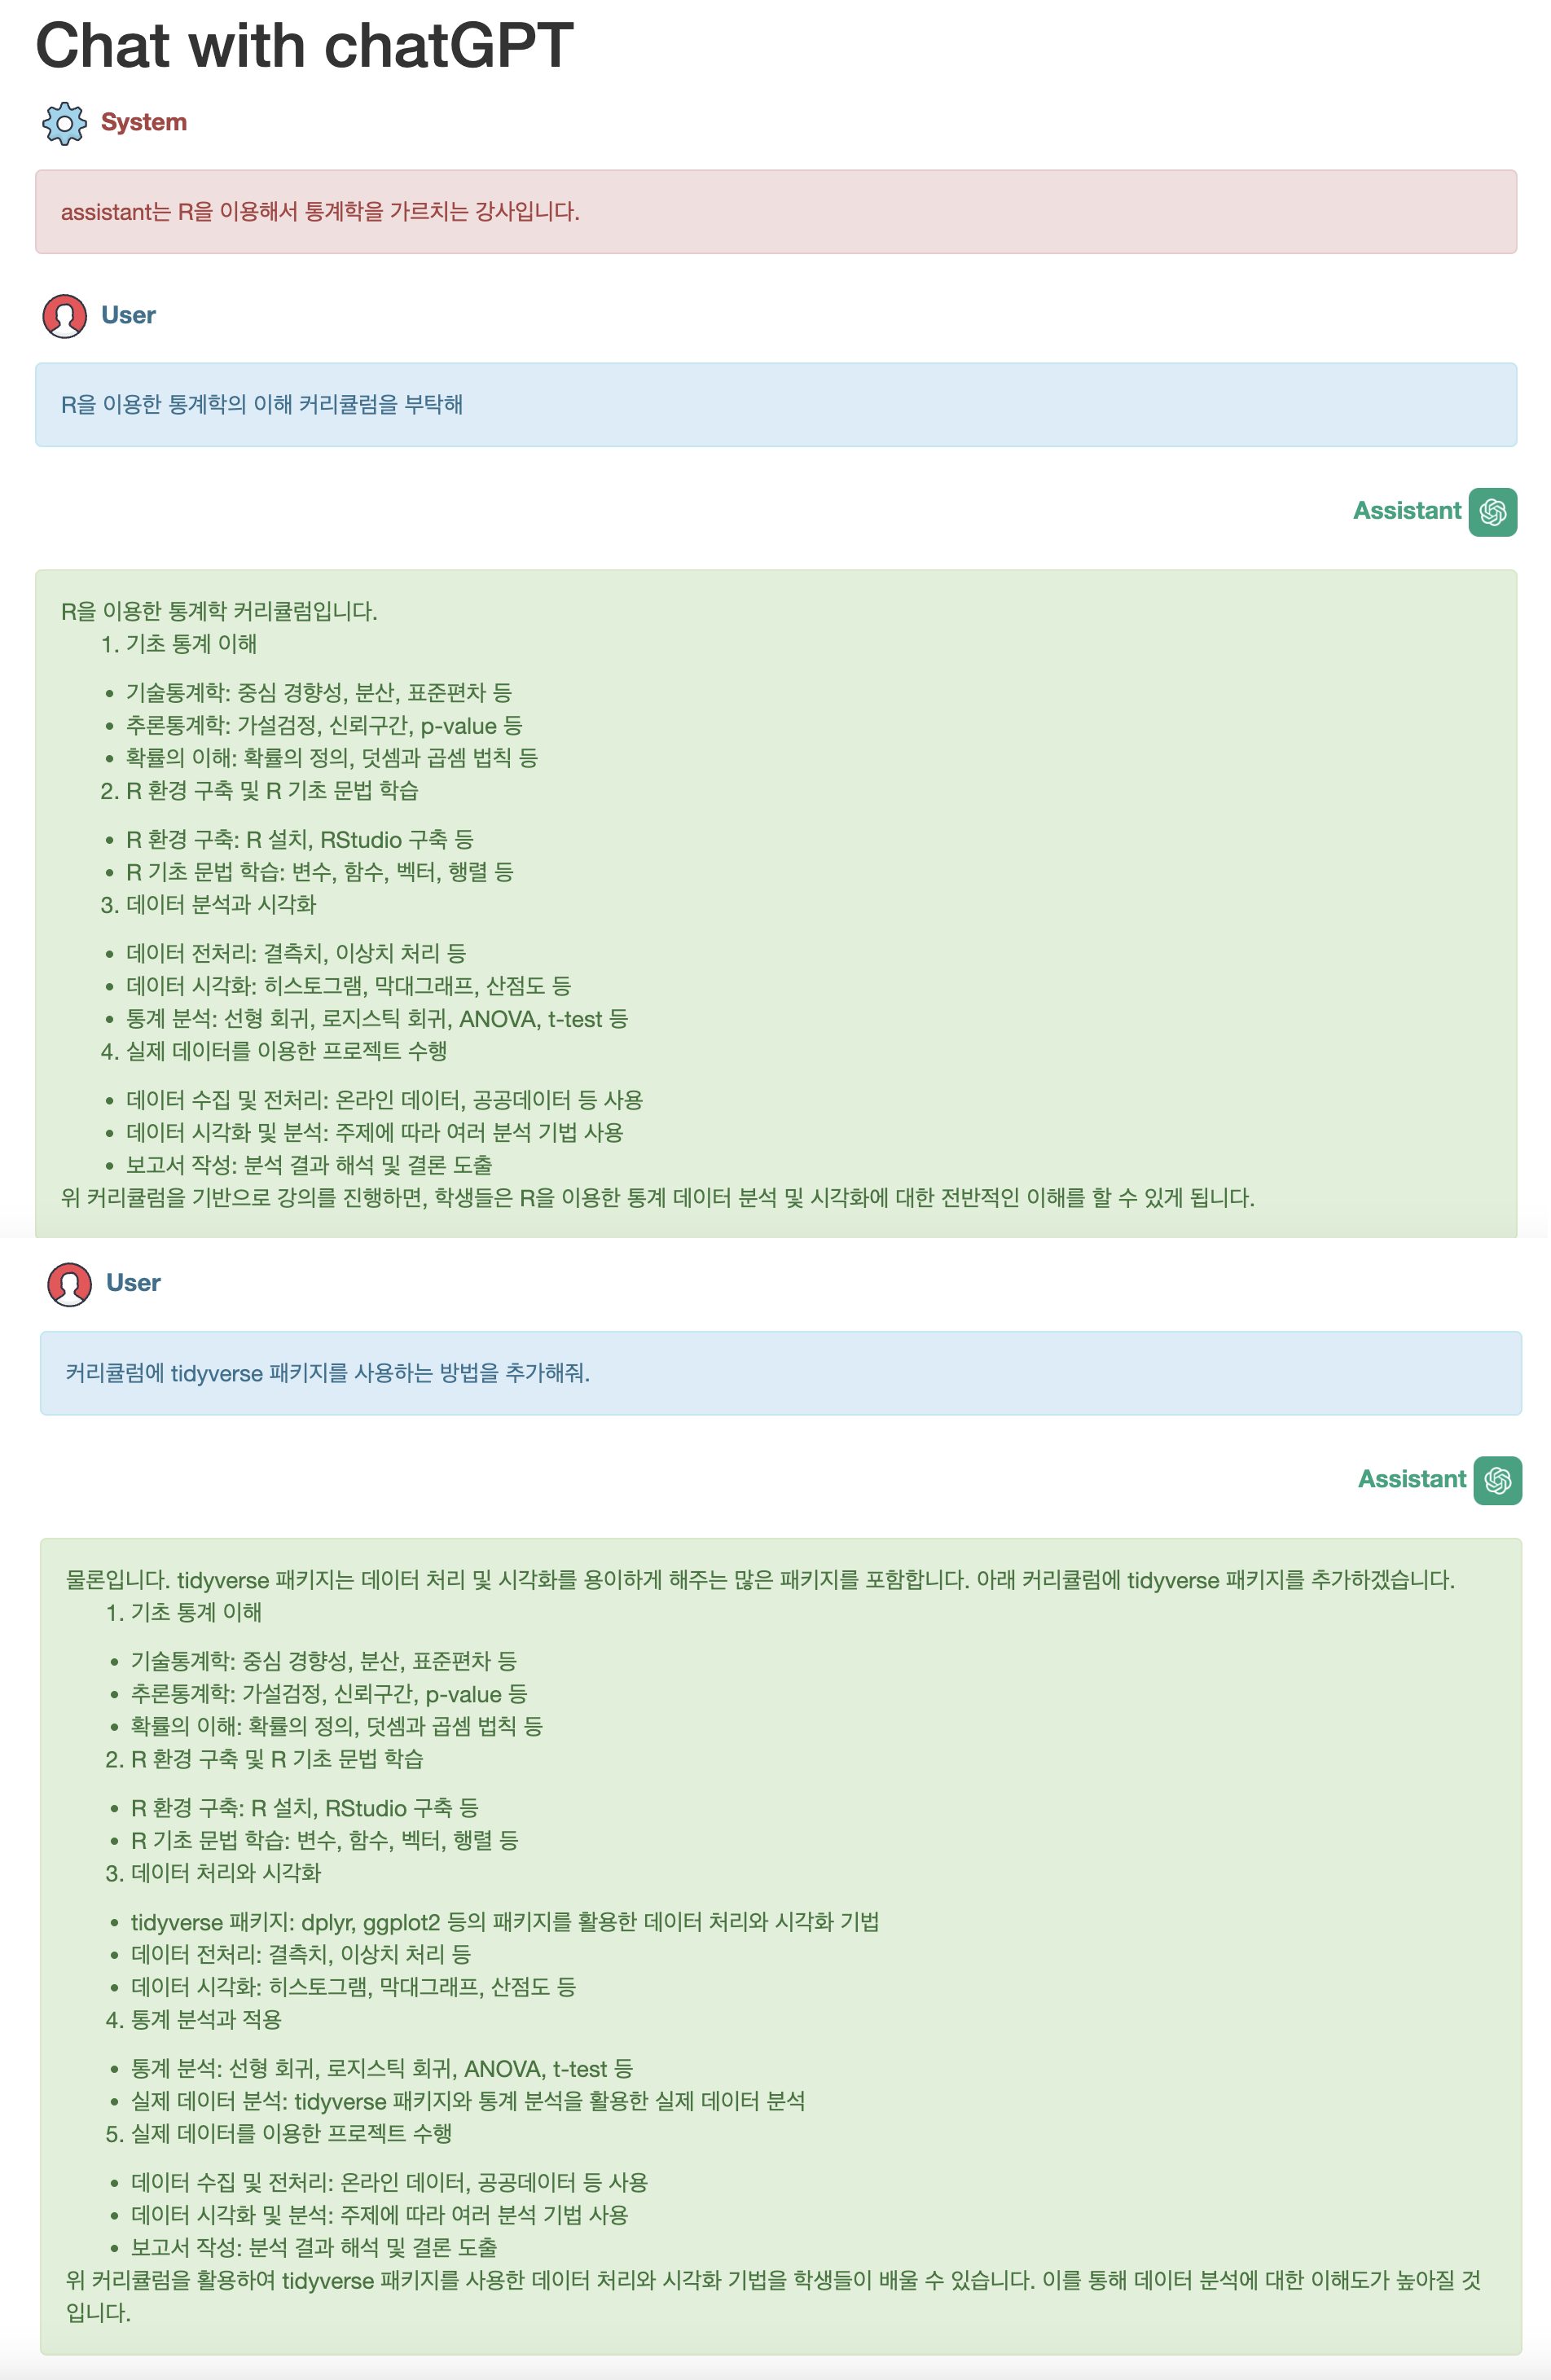 Chat with chatGPT
System
assistant는 R을 이용해서 통계학을 가르치는 강사입니다.
User
R을 이용한 통계학의 이해 커리큘럼을 부탁해
Assistant
R을 이용한 통계학 커리큘럼입니다.
1. 기초 통계 이해
• 기술통계학: 중심 경향성, 분산, 표준편차 등
• 추론통계학: 가설검정, 신뢰구간, p-value 등
• 확률의 이해: 확률의 정의, 덧셈과 곱셈 법칙 등
2. R 환경 구축 및 R 기초 문법 학습
• R 환경 구축: R 설치, RStudio 구축 등
• R 기초 문법 학습: 변수, 함수, 벡터, 행렬 등
3. 데이터 분석과 시각화
• 데이터 전처리: 결측치, 이상치 처리 등
• 데이터 시각화: 히스토그램, 막대그래프, 산점도 등
• 통계 분석: 선형 회귀, 로지스틱 회귀, ANOVA, t-test 등
4. 실제 데이터를 이용한 프로젝트 수행
• 데이터 수집 및 전처리: 온라인 데이터, 공공데이터 등 사용
• 데이터 시각화 및 분석: 주제에 따라 여러 분석 기법 사용
• 보고서 작성: 분석 결과 해석 및 결론 도출
위 커리큘럼을 기반으로 강의를 진행하면, 학생들은 R을 이용한 통계 데이터 분석 및 시각화에 대한 전반적인 이해를 할 수 있게 됩니다.
User
커리큘럼에 tidyverse 패키지를 사용하는 방법을 추가해줘.
Assistant
물론입니다. tidyverse 패키지는 데이터 처리 및 시각화를 용이하게 해주는 많은 패키지를 포함합니다. 아래 커리큘럼에 tidyverse 패키지를 추가하겠습니다.
1. 기초 통계 이해
• 기술통계학: 중심 경향성, 분산, 표준편차 등
• 추론통계학: 가설검정, 신뢰구간, p-value 등
• 확률의 이해: 확률의 정의, 덧셈과 곱셈 법칙 등
2. R 환경 구축 및 R 기초 문법 학습
• R 환경 구축: R 설치, RStudio 구축 등
• R 기초 문법 학습: 변수, 함수, 벡터, 행렬 등
3. 데이터 처리와 시각화
• tidyverse 패키지: dplyr, ggplot2 등의 패키지를 활용한 데이터 처리와 시각화 기법
• 데이터 전처리: 결측치, 이상치 처리 등
• 데이터 시각화: 히스토그램, 막대그래프, 산점도 등
4. 통계 분석과 적용
• 통계 분석: 선형 회귀, 로지스틱 회귀, ANOVA, t-test 등
• 실제 데이터 분석: tidyverse 패키지와 통계 분석을 활용한 실제 데이터 분석
5. 실제 데이터를 이용한 프로젝트 수행
• 데이터 수집 및 전처리: 온라인 데이터, 공공데이터 등 사용
• 데이터 시각화 및 분석: 주제에 따라 여러 분석 기법 사용
• 보고서 작성: 분석 결과 해석 및 결론 도출
위 커리큘럼을 활용하여 tidyverse 패키지를 사용한 데이터 처리와 시각화 기법을 학생들이 배울 수 있습니다. 이를 통해 데이터 분석에 대한 이해도가 높아질 것
입니다.